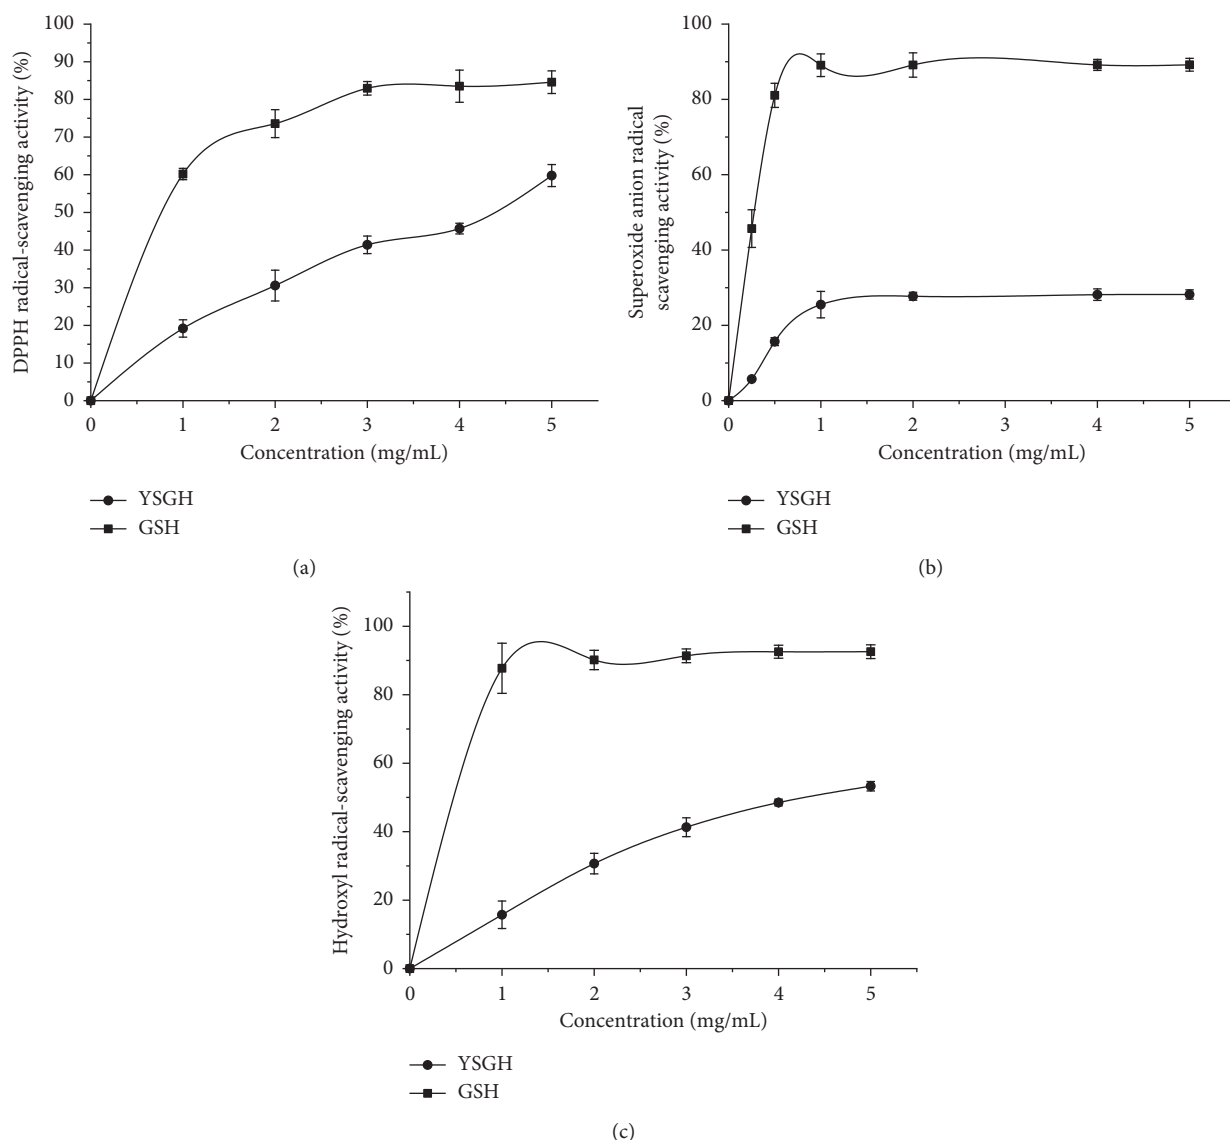 100
90
80
70
60
50
40
30
20
10
0
DPPH radical-scavenging activity (%)
0 1 2 3 4 5
Concentration (mg/mL)
YSGH
GSH
(a)
100
80
60
40
20
0
Superoxide anion radical
scavenging activity (%)
0 1 2 3 4 5
Concentration (mg/mL)
YSGH
GSH
(b)
100
80
60
40
20
0
Hydroxyl radical-scavenging activity (%)
0 1 2 3 4 5
Concentration (mg/mL)
YSGH
GSH
(c)